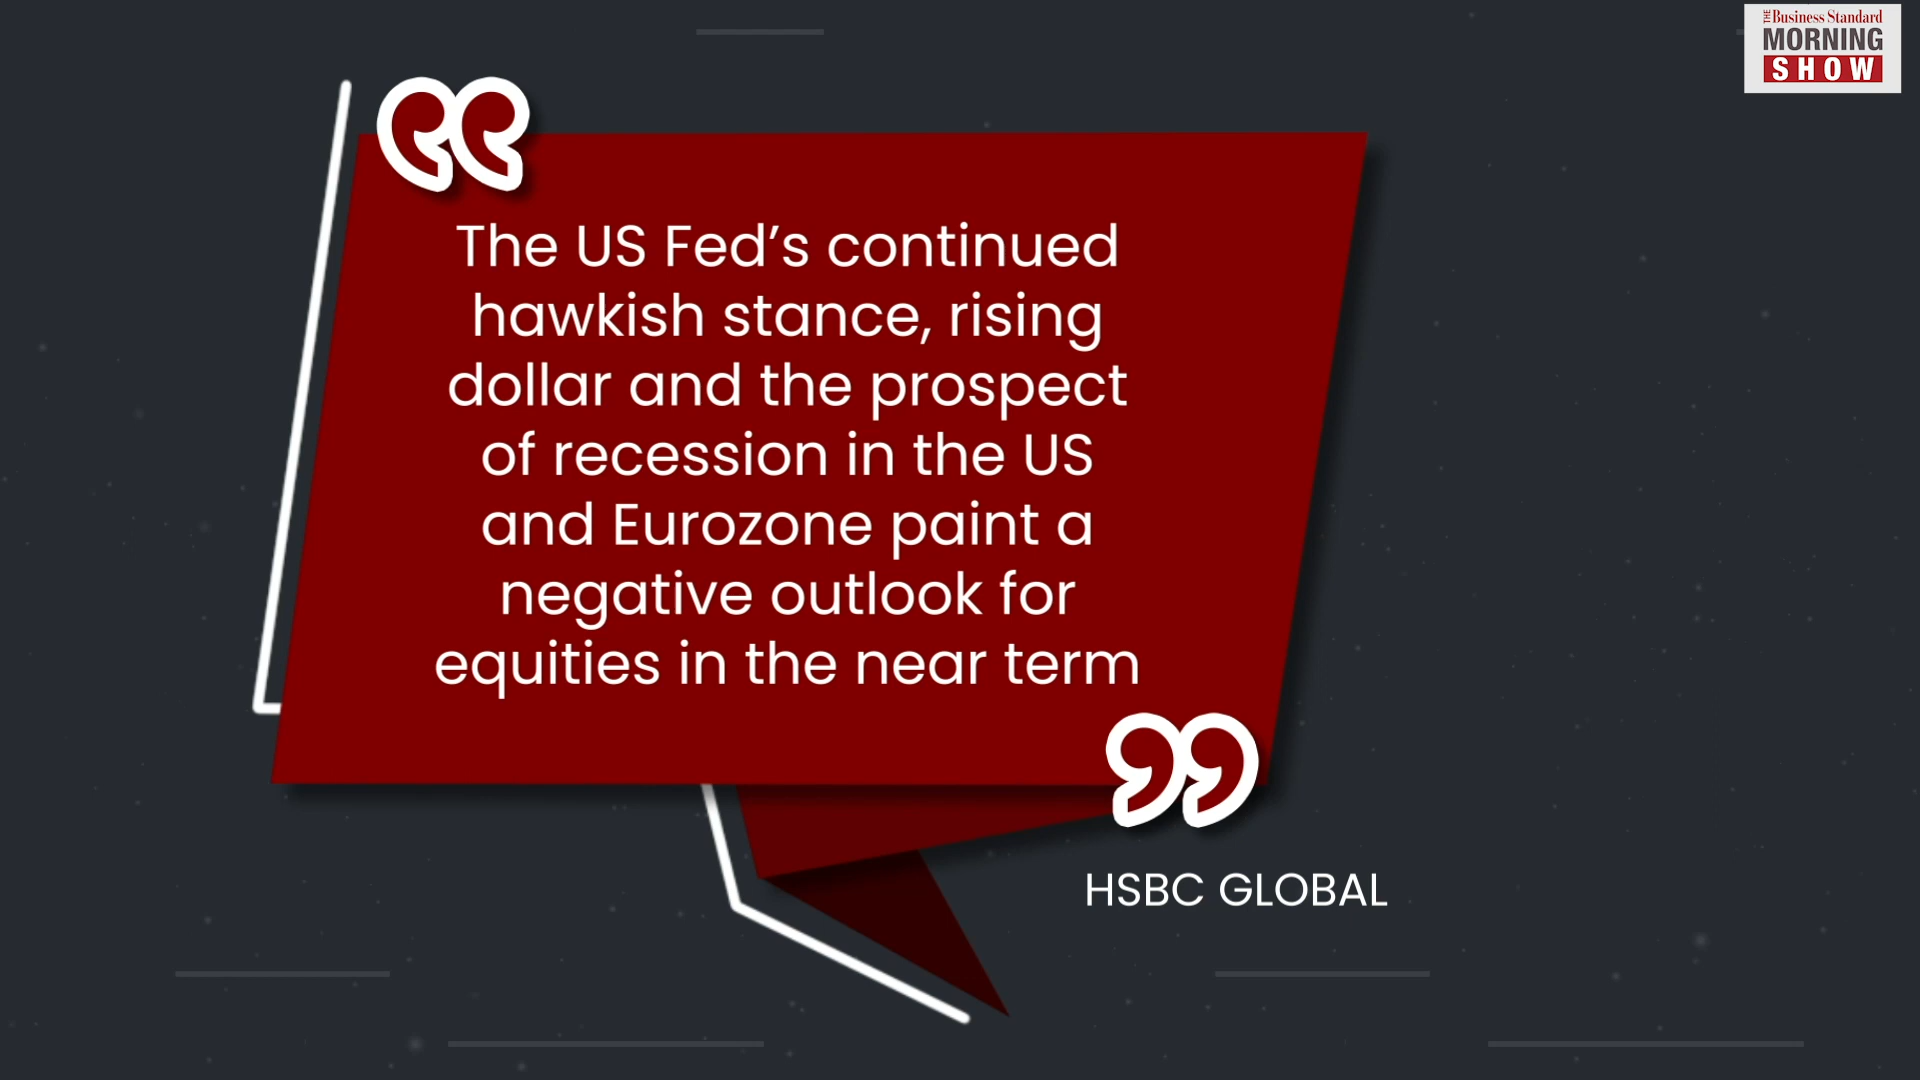 THE Business Standard
MORNING
SHOW
The US Fed’s continued
hawkish stance, rising
dollar and the prospect
of recession in the US
and Eurozone paint a
negative outlook for
equities in the near term
HSBC GLOBAL